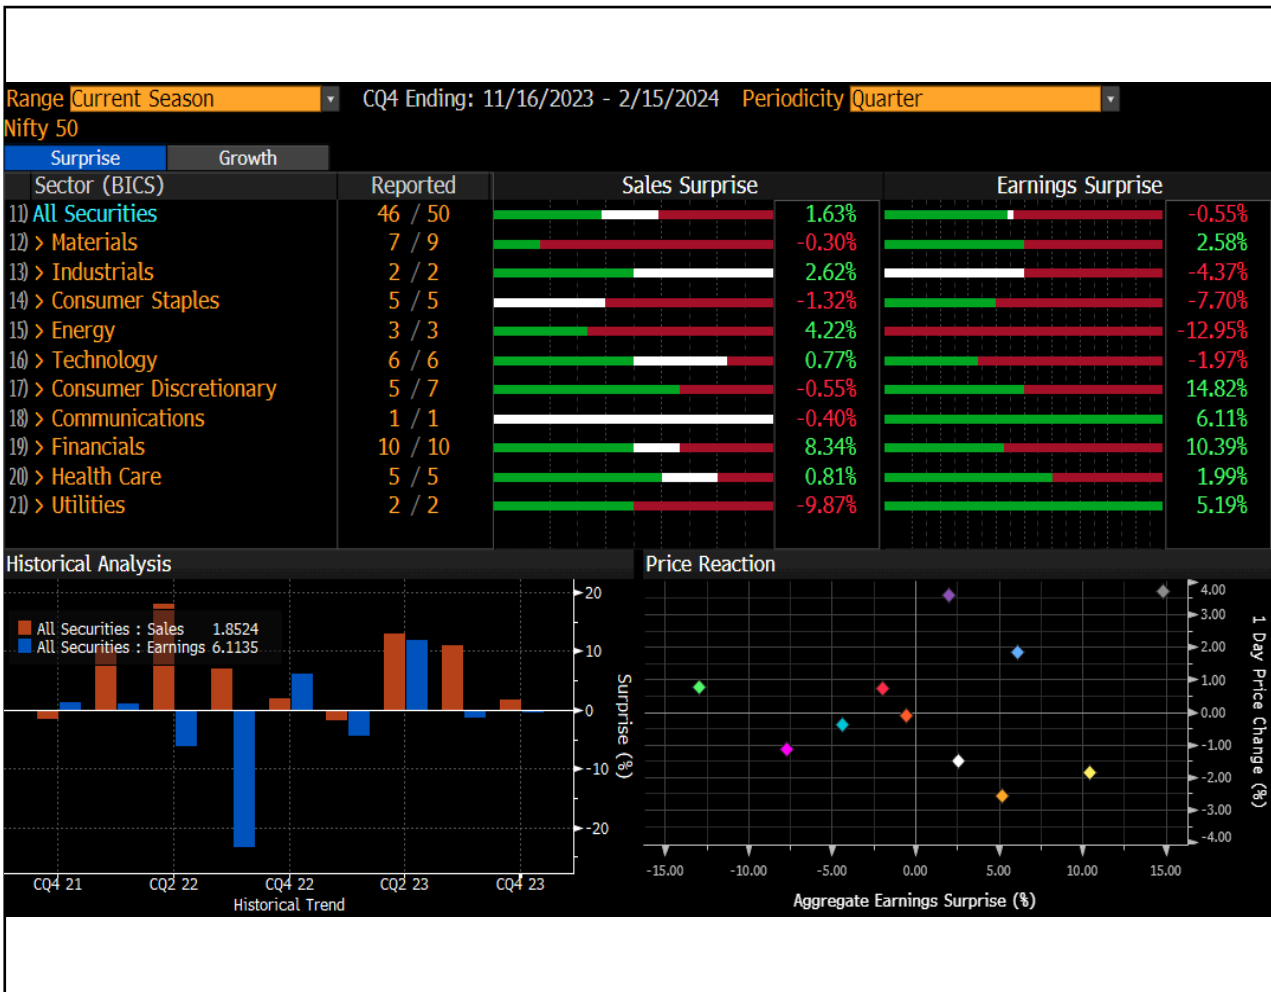 Range Current Season CQ4 Ending: 11/16/2023 - 2/15/2024 Periodicity Quarter
Nifty 50
Surprise Growth
Sector (BICS) Reported Sales Surprise Earnings Surprise
11) All Securities 46 / 50 1.63% -0.55%
12) > Materials 7 / 9 -0.30% 2.58%
13) > Industrials 2 / 2 2.62% -4.37%
14) > Consumer Staples 5 / 5 -1.32% -7.70%
15) > Energy 3 / 3 4.22% -12.95%
16) > Technology 6 / 6 0.77% -1.97%
17) > Consumer Discretionary 5 / 7 -0.55% 14.82%
18) > Communications 1 / 1 -0.40% 6.11%
19) > Financials 10 / 10 8.34% 10.39%
20) > Health Care 5 / 5 0.81% 1.99%
21) > Utilities 2 / 2 -9.87% 5.19%
Historical Analysis
All Securities : Sales 1.8524
All Securities : Earnings 6.1135
20
10
0
-10
-20
Surprise (%)
CQ4 21 CQ2 22 CQ4 22 CQ2 23 CQ4 23
Historical Trend
Price Reaction
4.00
3.00
2.00
1.00
0.00
-1.00
-2.00
-3.00
-4.00
1 Day Price Change (%)
-15.00 -10.00 -5.00 0.00 5.00 10.00 15.00
Aggregate Earnings Surprise (%)